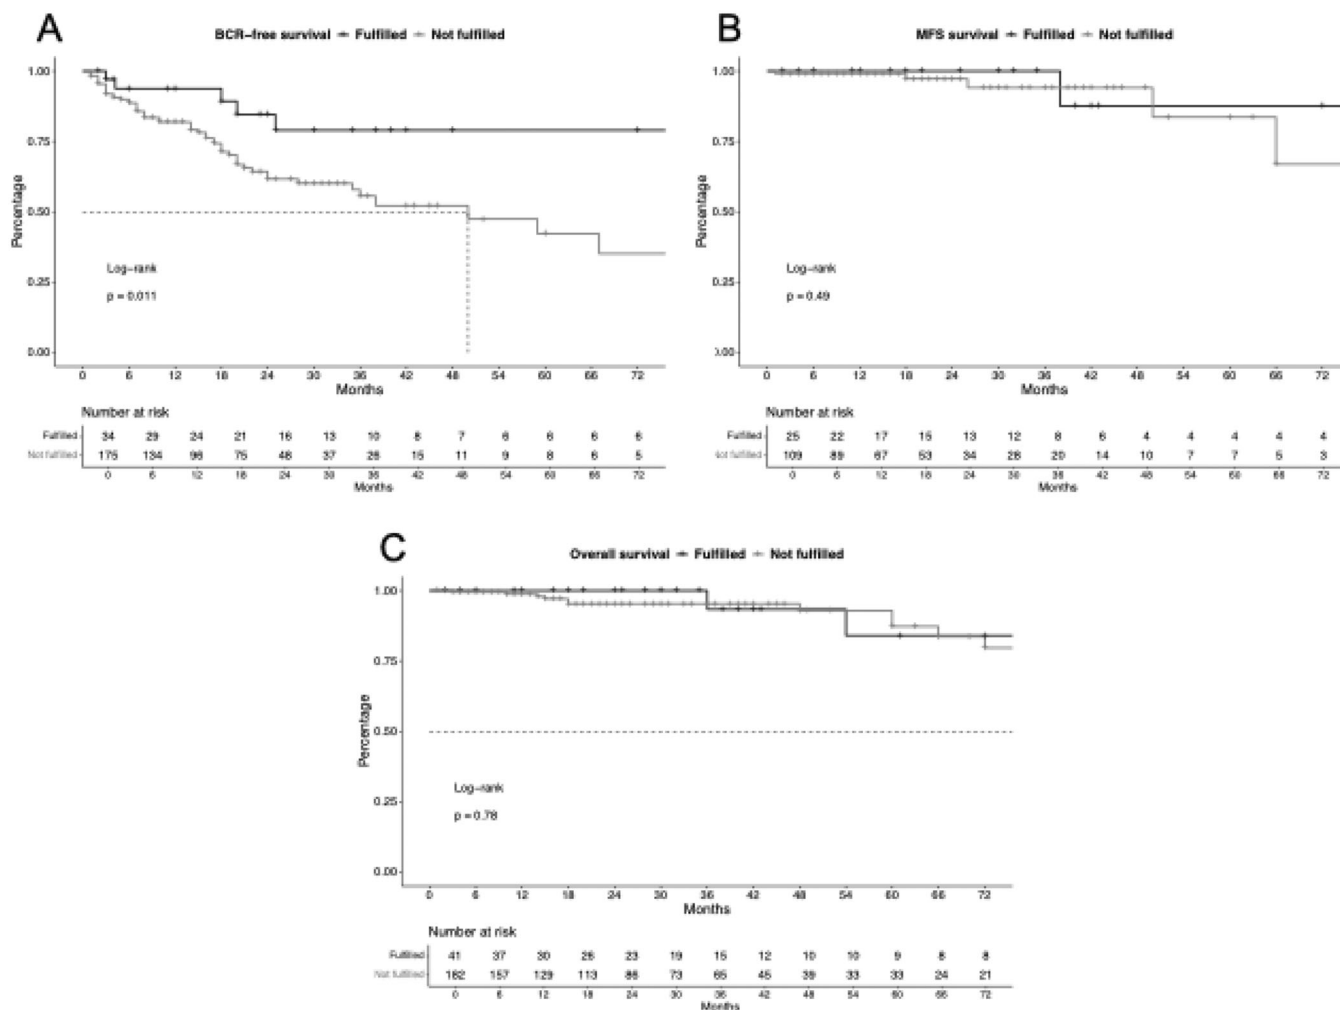 A
BCR-free survival Fulfilled Not fulfilled
1.00
0.75
0.50
0.25
0.00
Percentage
Log-rank
p = 0.011
0 6 12 18 24 30 36 42 48 54 60 66 72
Months
Number at risk
Fulfilled 34 29 24 21 16 13 10 8 7 6 6 6 6
Not fulfilled 175 134 96 75 48 37 26 15 11 9 8 6 5
0 6 12 18 24 30 36 42 48 54 60 66 72
Months
B
MFS survival Fulfilled Not fulfilled
1.00
0.75
0.50
0.25
0.00
Percentage
Log-rank
p = 0.49
0 6 12 18 24 30 36 42 48 54 60 66 72
Months
Number at risk
Fulfilled 25 22 17 15 13 12 8 6 4 4 4 4 4
Not fulfilled 109 89 67 53 34 28 20 14 10 7 7 5 3
0 6 12 18 24 30 36 42 48 54 60 66 72
Months
C
Overall survival Fulfilled Not fulfilled
1.00
0.75
0.50
0.25
0.00
Percentage
Log-rank
p = 0.78
0 6 12 18 24 30 36 42 48 54 60 66 72
Months
Number at risk
Fulfilled 41 37 30 26 23 19 15 12 10 10 9 8 8
Not fulfilled 182 157 129 113 86 73 65 45 39 33 33 24 21
0 6 12 18 24 30 36 42 48 54 60 66 72
Months